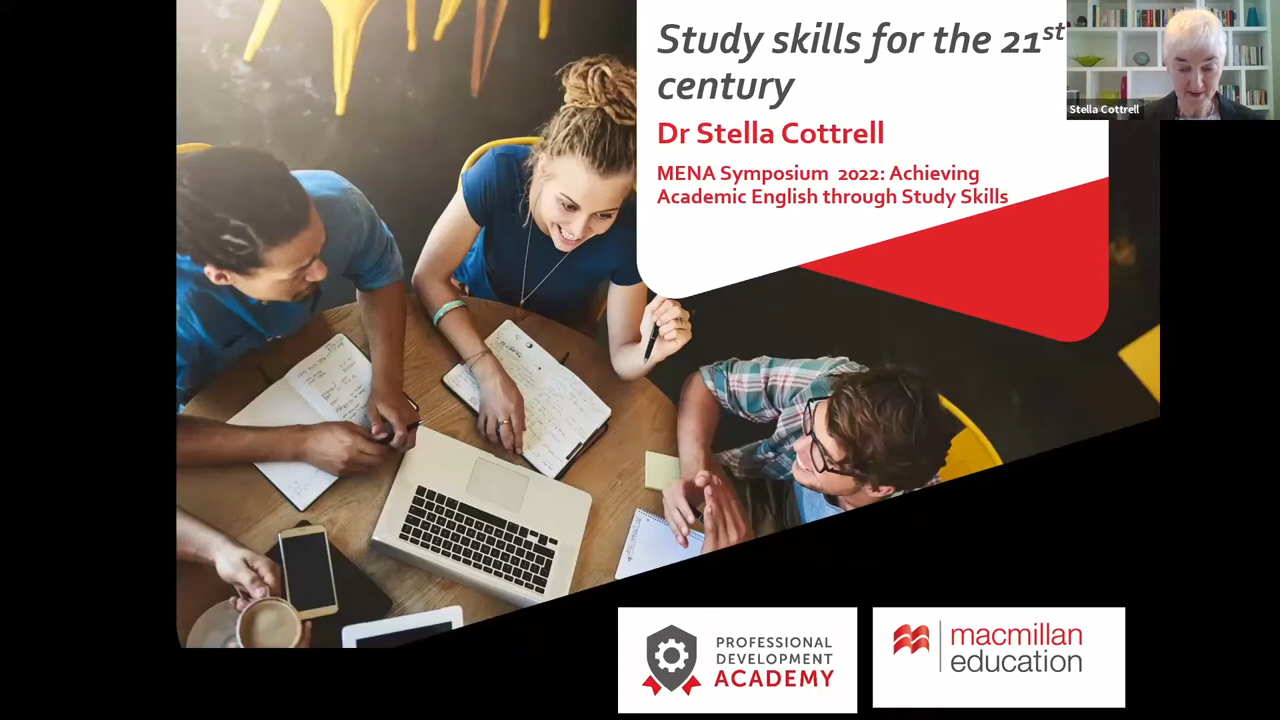 Study skills for the 21st
century
Dr Stella Cottrell
MENA Symposium 2022: Achieving
Academic English through Study Skills
Stella Cottrell
PROFESSIONAL
DEVELOPMENT
ACADEMY
macmillan
education